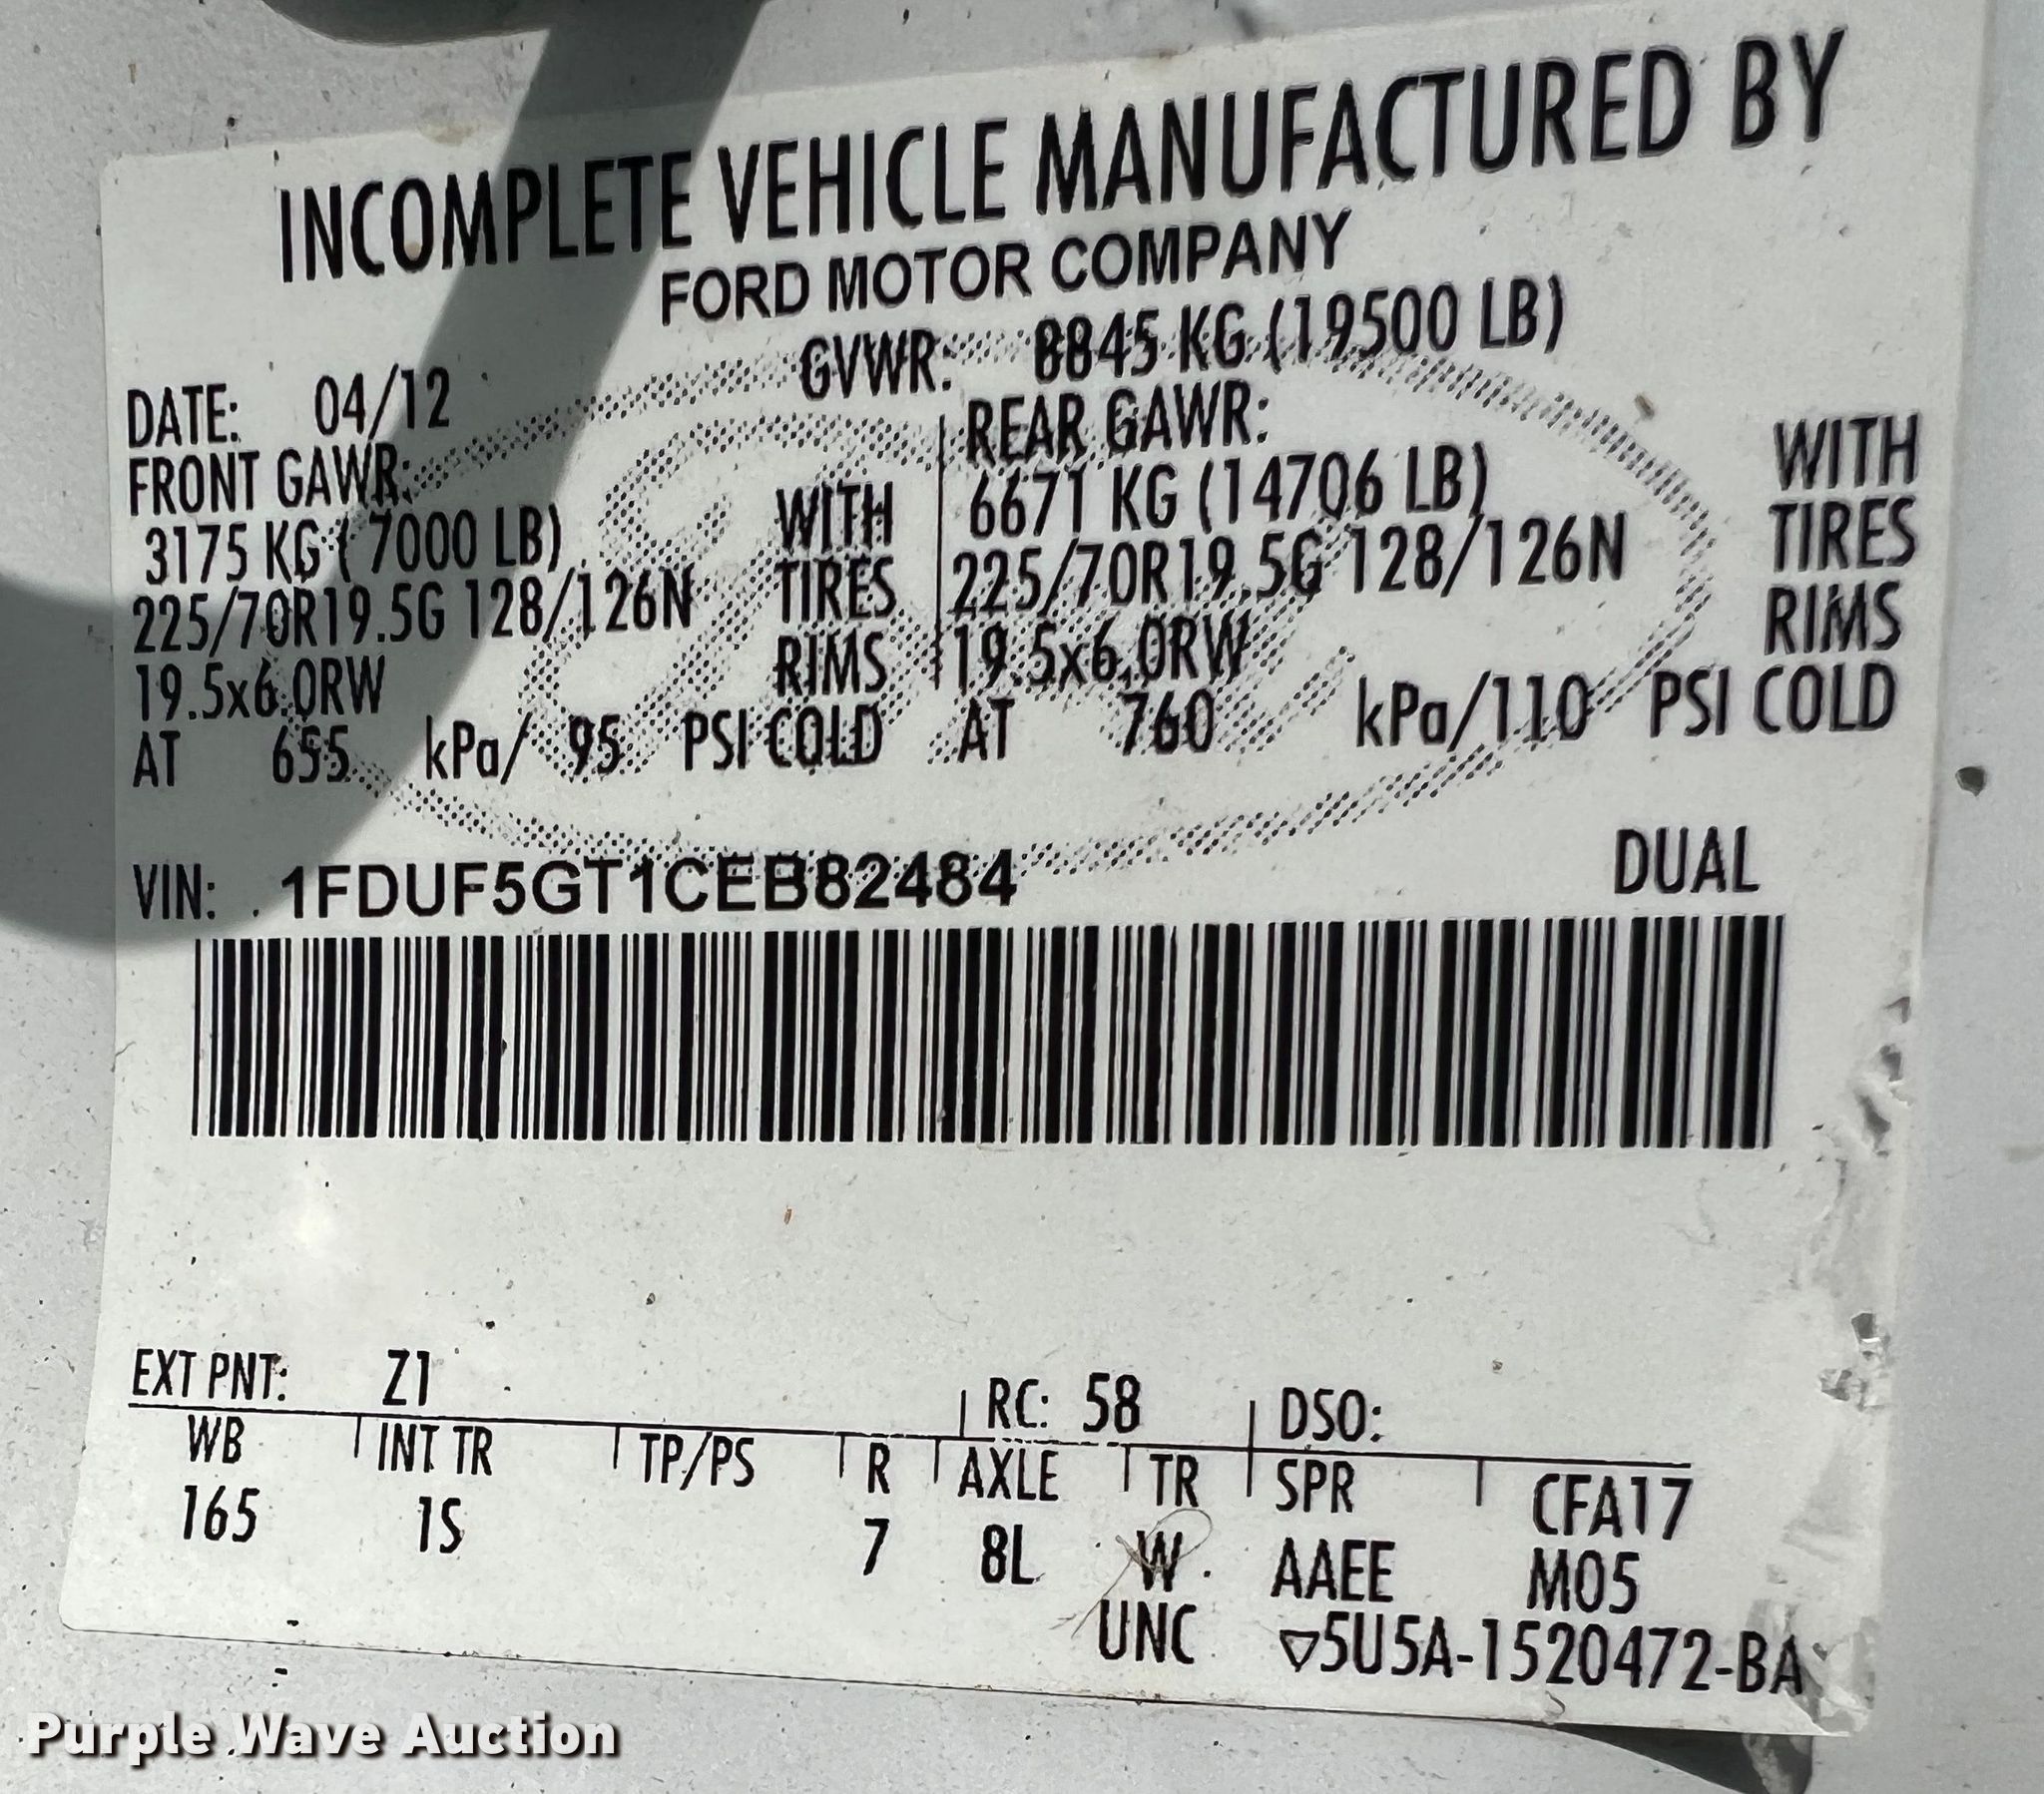 INCOMPLETE VEHICLE MANUFACTURED BY
FORD MOTOR COMPANY
DATE: 04/12 GVWR: 8845 KG (19500 LB)
FRONT GAWR: REAR GAWR:
3175 KG ( 7000 LB) WITH 6671 KG (14706 LB) WITH
225/70R19.5G 128/126N TIRES 225/70R19.5G 128/126N TIRES
19.5x6.0RW RIMS 19.5x6.0RW RIMS
AT 655 kPa/ 95 PSI COLD AT 760 kPa/110 PSI COLD
VIN: 1FDUF5GT1CEB82484 DUAL
EXT PNT: Z1 RC: 58 DSO:
WB INT TR TP/PS R AXLE TR SPR CFA17
165 1S 7 8L W AAEE M05
UNC ▽5U5A-1520472-BA
Purple Wave Auction